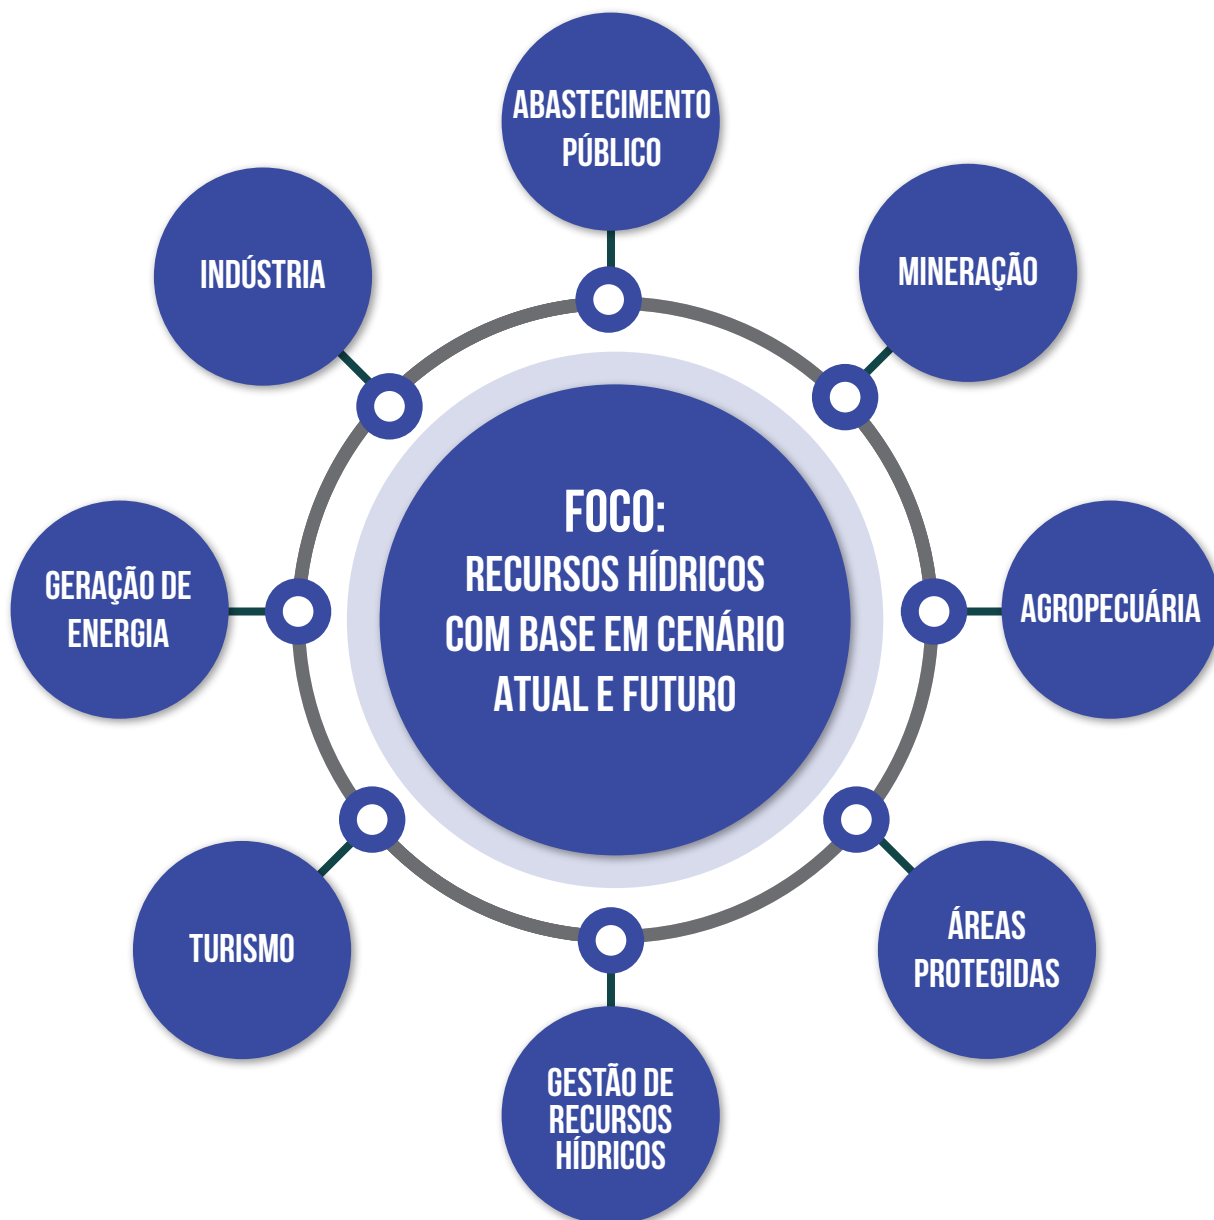 ABASTECIMENTO
PÚBLICO
INDÚSTRIA
MINERAÇÃO
FOCO:
RECURSOS HÍDRICOS
COM BASE EM CENÁRIO
ATUAL E FUTURO
GERAÇÃO DE
ENERGIA
AGROPECUÁRIA
TURISMO
ÁREAS
PROTEGIDAS
GESTÃO DE
RECURSOS
HÍDRICOS